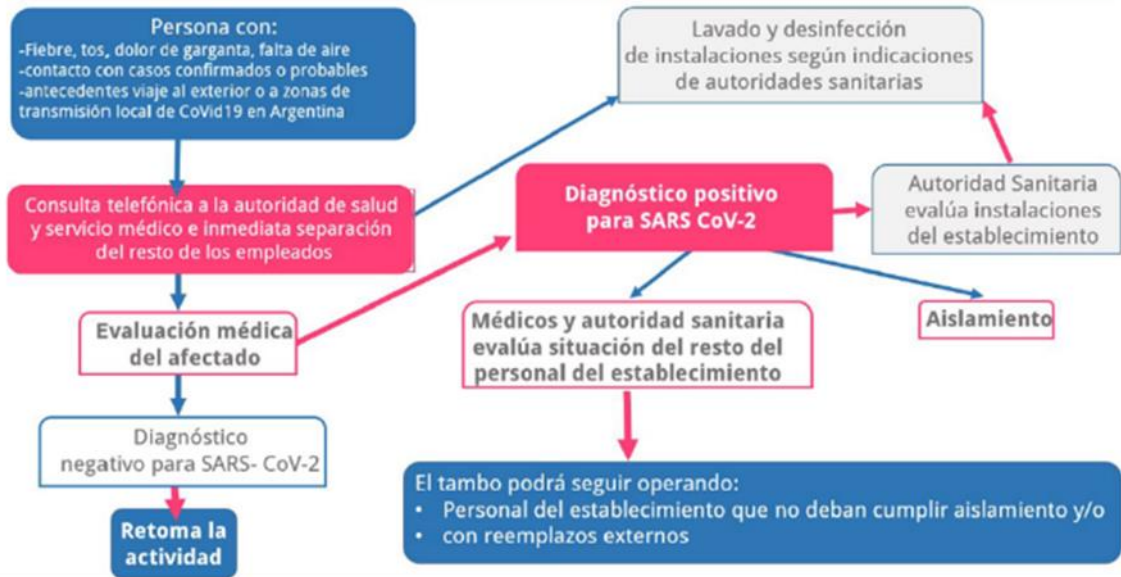 Persona con:
-Fiebre, tos, dolor de garganta, falta de aire
-contacto con casos confirmados o probables
-antecedentes viaje al exterior o a zonas de
transmisión local de CoVid19 en Argentina
Lavado y desinfección
de instalaciones según indicaciones
de autoridades sanitarias
Consulta telefónica a la autoridad de salud
y servicio médico e inmediata separación
del resto de los empleados
Diagnóstico positivo
para SARS CoV-2
Autoridad Sanitaria
evalúa instalaciones
del establecimiento
Evaluación médica
del afectado
Médicos y autoridad sanitaria
evalúa situación del resto del
personal del establecimiento
Aislamiento
Diagnóstico
negativo para SARS- CoV-2
Retoma la
actividad
El tambo podrá seguir operando:
• Personal del establecimiento que no deban cumplir aislamiento y/o
• con reemplazos externos